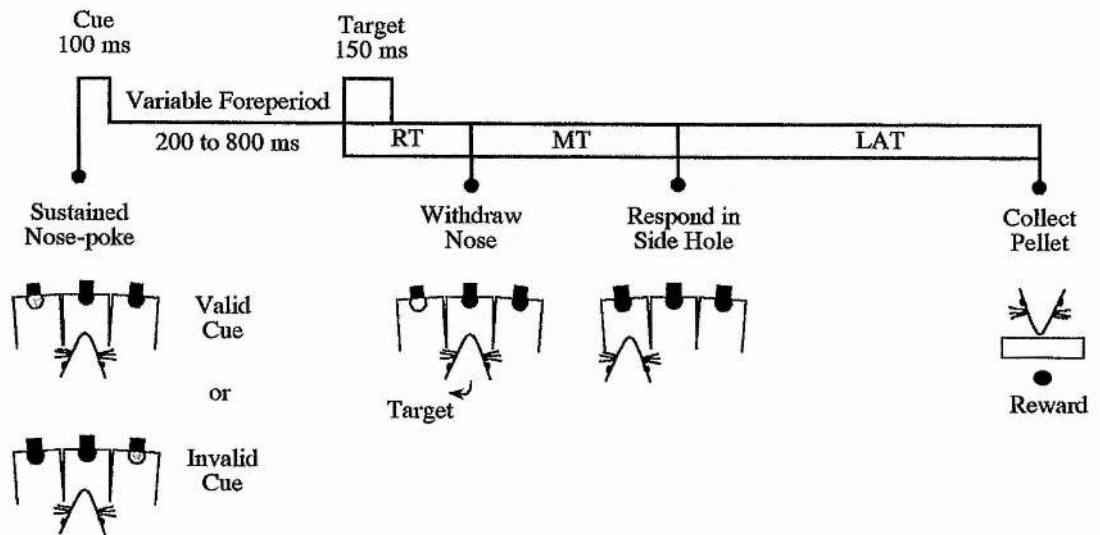 Cue
100 ms
Target
150 ms
Variable Foreperiod
200 to 800 ms
RT
MT
LAT
Sustained
Nose-poke
Withdraw
Nose
Respond in
Side Hole
Collect
Pellet
Valid
Cue
or
Target
Reward
Invalid
Cue